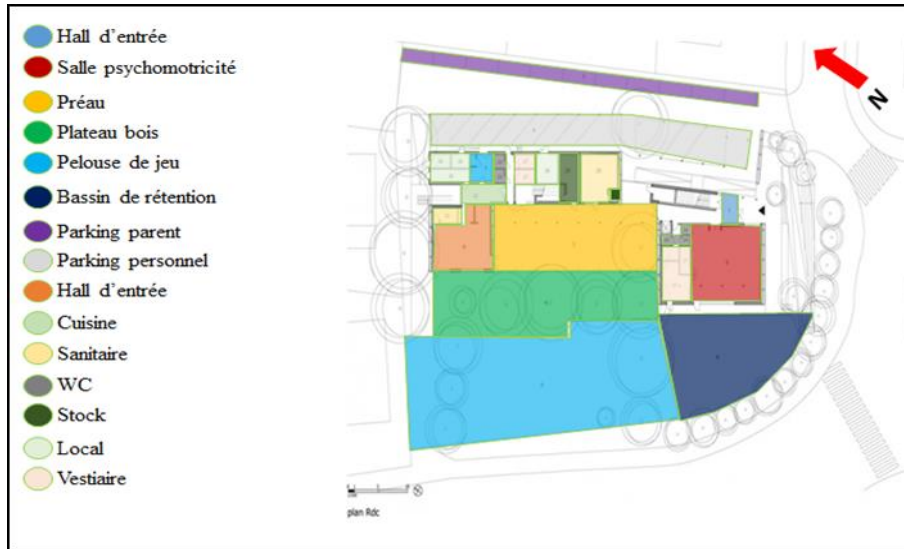 Hall d'entrée
Salle psychomotricité
Préau
Plateau bois
Pelouse de jeu
Bassin de rétention
Parking parent
Parking personnel
Hall d'entrée
Cuisine
Sanitaire
WC
Stock
Local
Vestiaire
N
plan Rdc